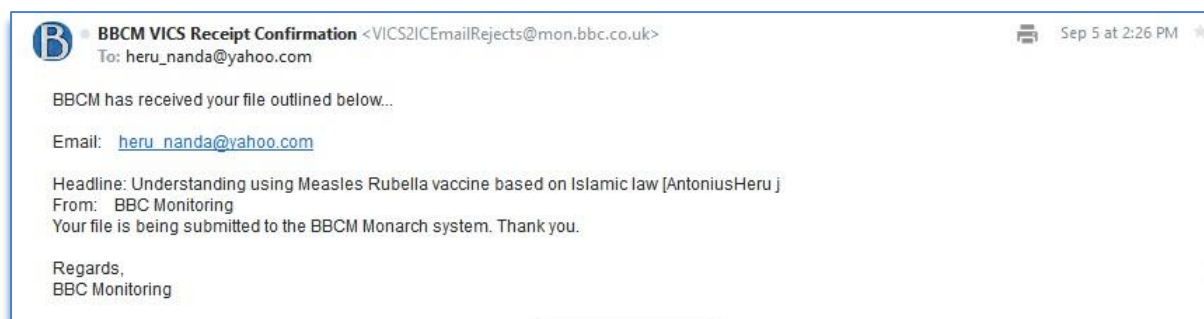 B BBCM VICS Receipt Confirmation <VICS2ICEmailRejects@mon.bbc.co.uk> Sep 5 at 2:26 PM
To: heru_nanda@yahoo.com
BBCM has received your file outlined below...
Email: heru_nanda@yahoo.com
Headline: Understanding using Measles Rubella vaccine based on Islamic law [AntoniusHeru j
From: BBC Monitoring
Your file is being submitted to the BBCM Monarch system. Thank you.
Regards,
BBC Monitoring